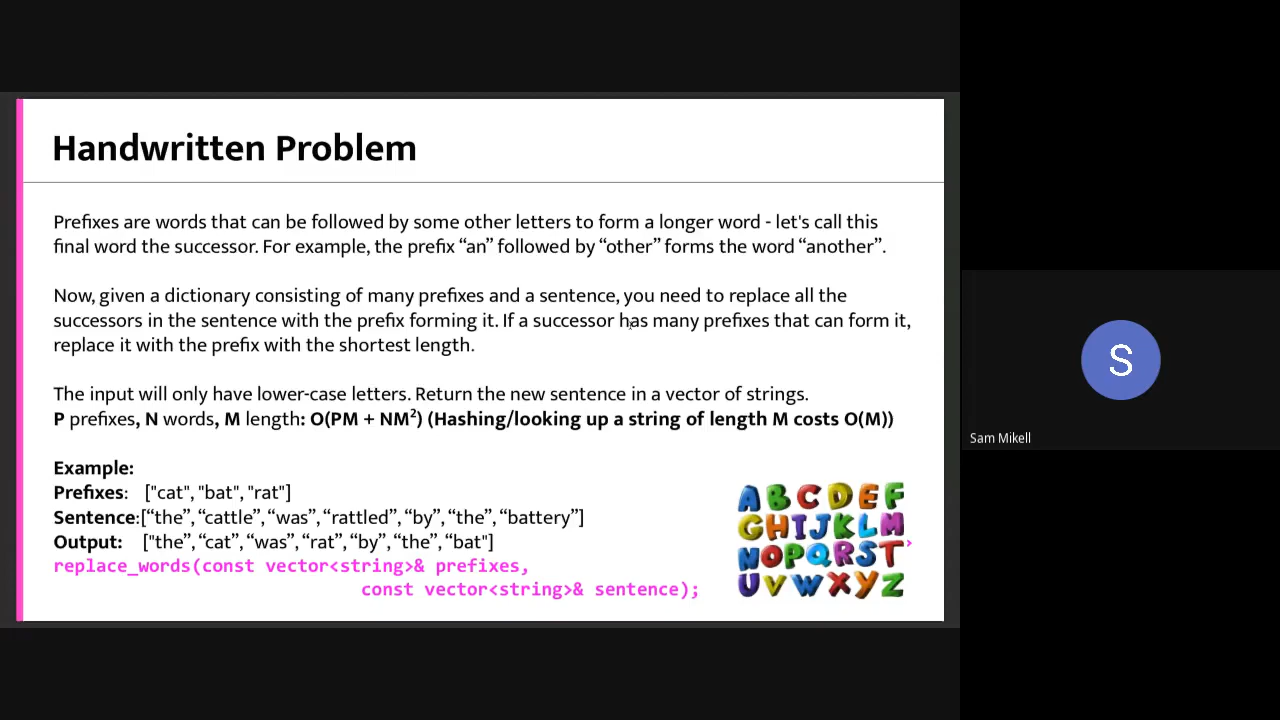 Handwritten Problem
Prefixes are words that can be followed by some other letters to form a longer word - let's call this
final word the successor. For example, the prefix “an” followed by “other” forms the word “another”.
Now, given a dictionary consisting of many prefixes and a sentence, you need to replace all the
successors in the sentence with the prefix forming it. If a successor has many prefixes that can form it,
replace it with the prefix with the shortest length.
The input will only have lower-case letters. Return the new sentence in a vector of strings.
P prefixes, N words, M length: O(PM + NM²) (Hashing/looking up a string of length M costs O(M))
Example:
Prefixes: ["cat", "bat", "rat"]
Sentence:[“the”, “cattle”, “was”, “rattled”, “by”, “the”, “battery”]
Output: ["the”, “cat”, “was”, “rat”, “by”, “the”, “bat"]
replace_words(const vector<string>& prefixes,
const vector<string>& sentence);
A B C D E F
G H I J K L M
N O P Q R S T
U V W X Y Z
S
Sam Mikell